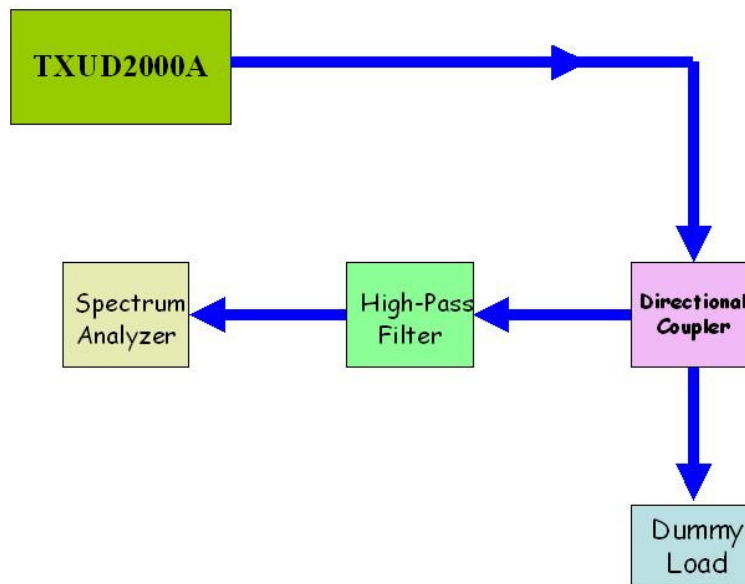 TXUD2000A
Spectrum
Analyzer
High-Pass
Filter
Directional
Coupler
Dummy
Load